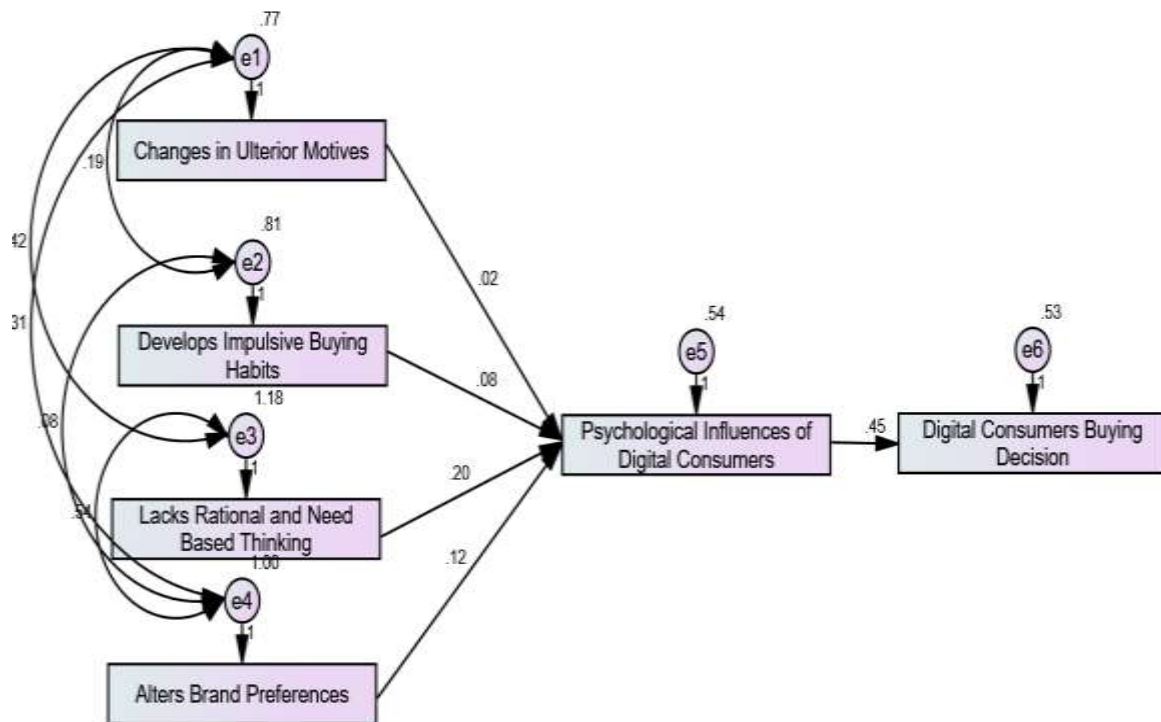 .77
e1
1
Changes in Ulterior Motives
.19
.81
e2
1
42
.02
31
Develops Impulsive Buying
Habits
.08
1.18
e3
1
.08
.54
Lacks Rational and Need
Based Thinking
.20
1.00
e4
1
.12
Alters Brand Preferences
.54
e5
1
Psychological Influences of
Digital Consumers
.45
.53
e6
1
Digital Consumers Buying
Decision